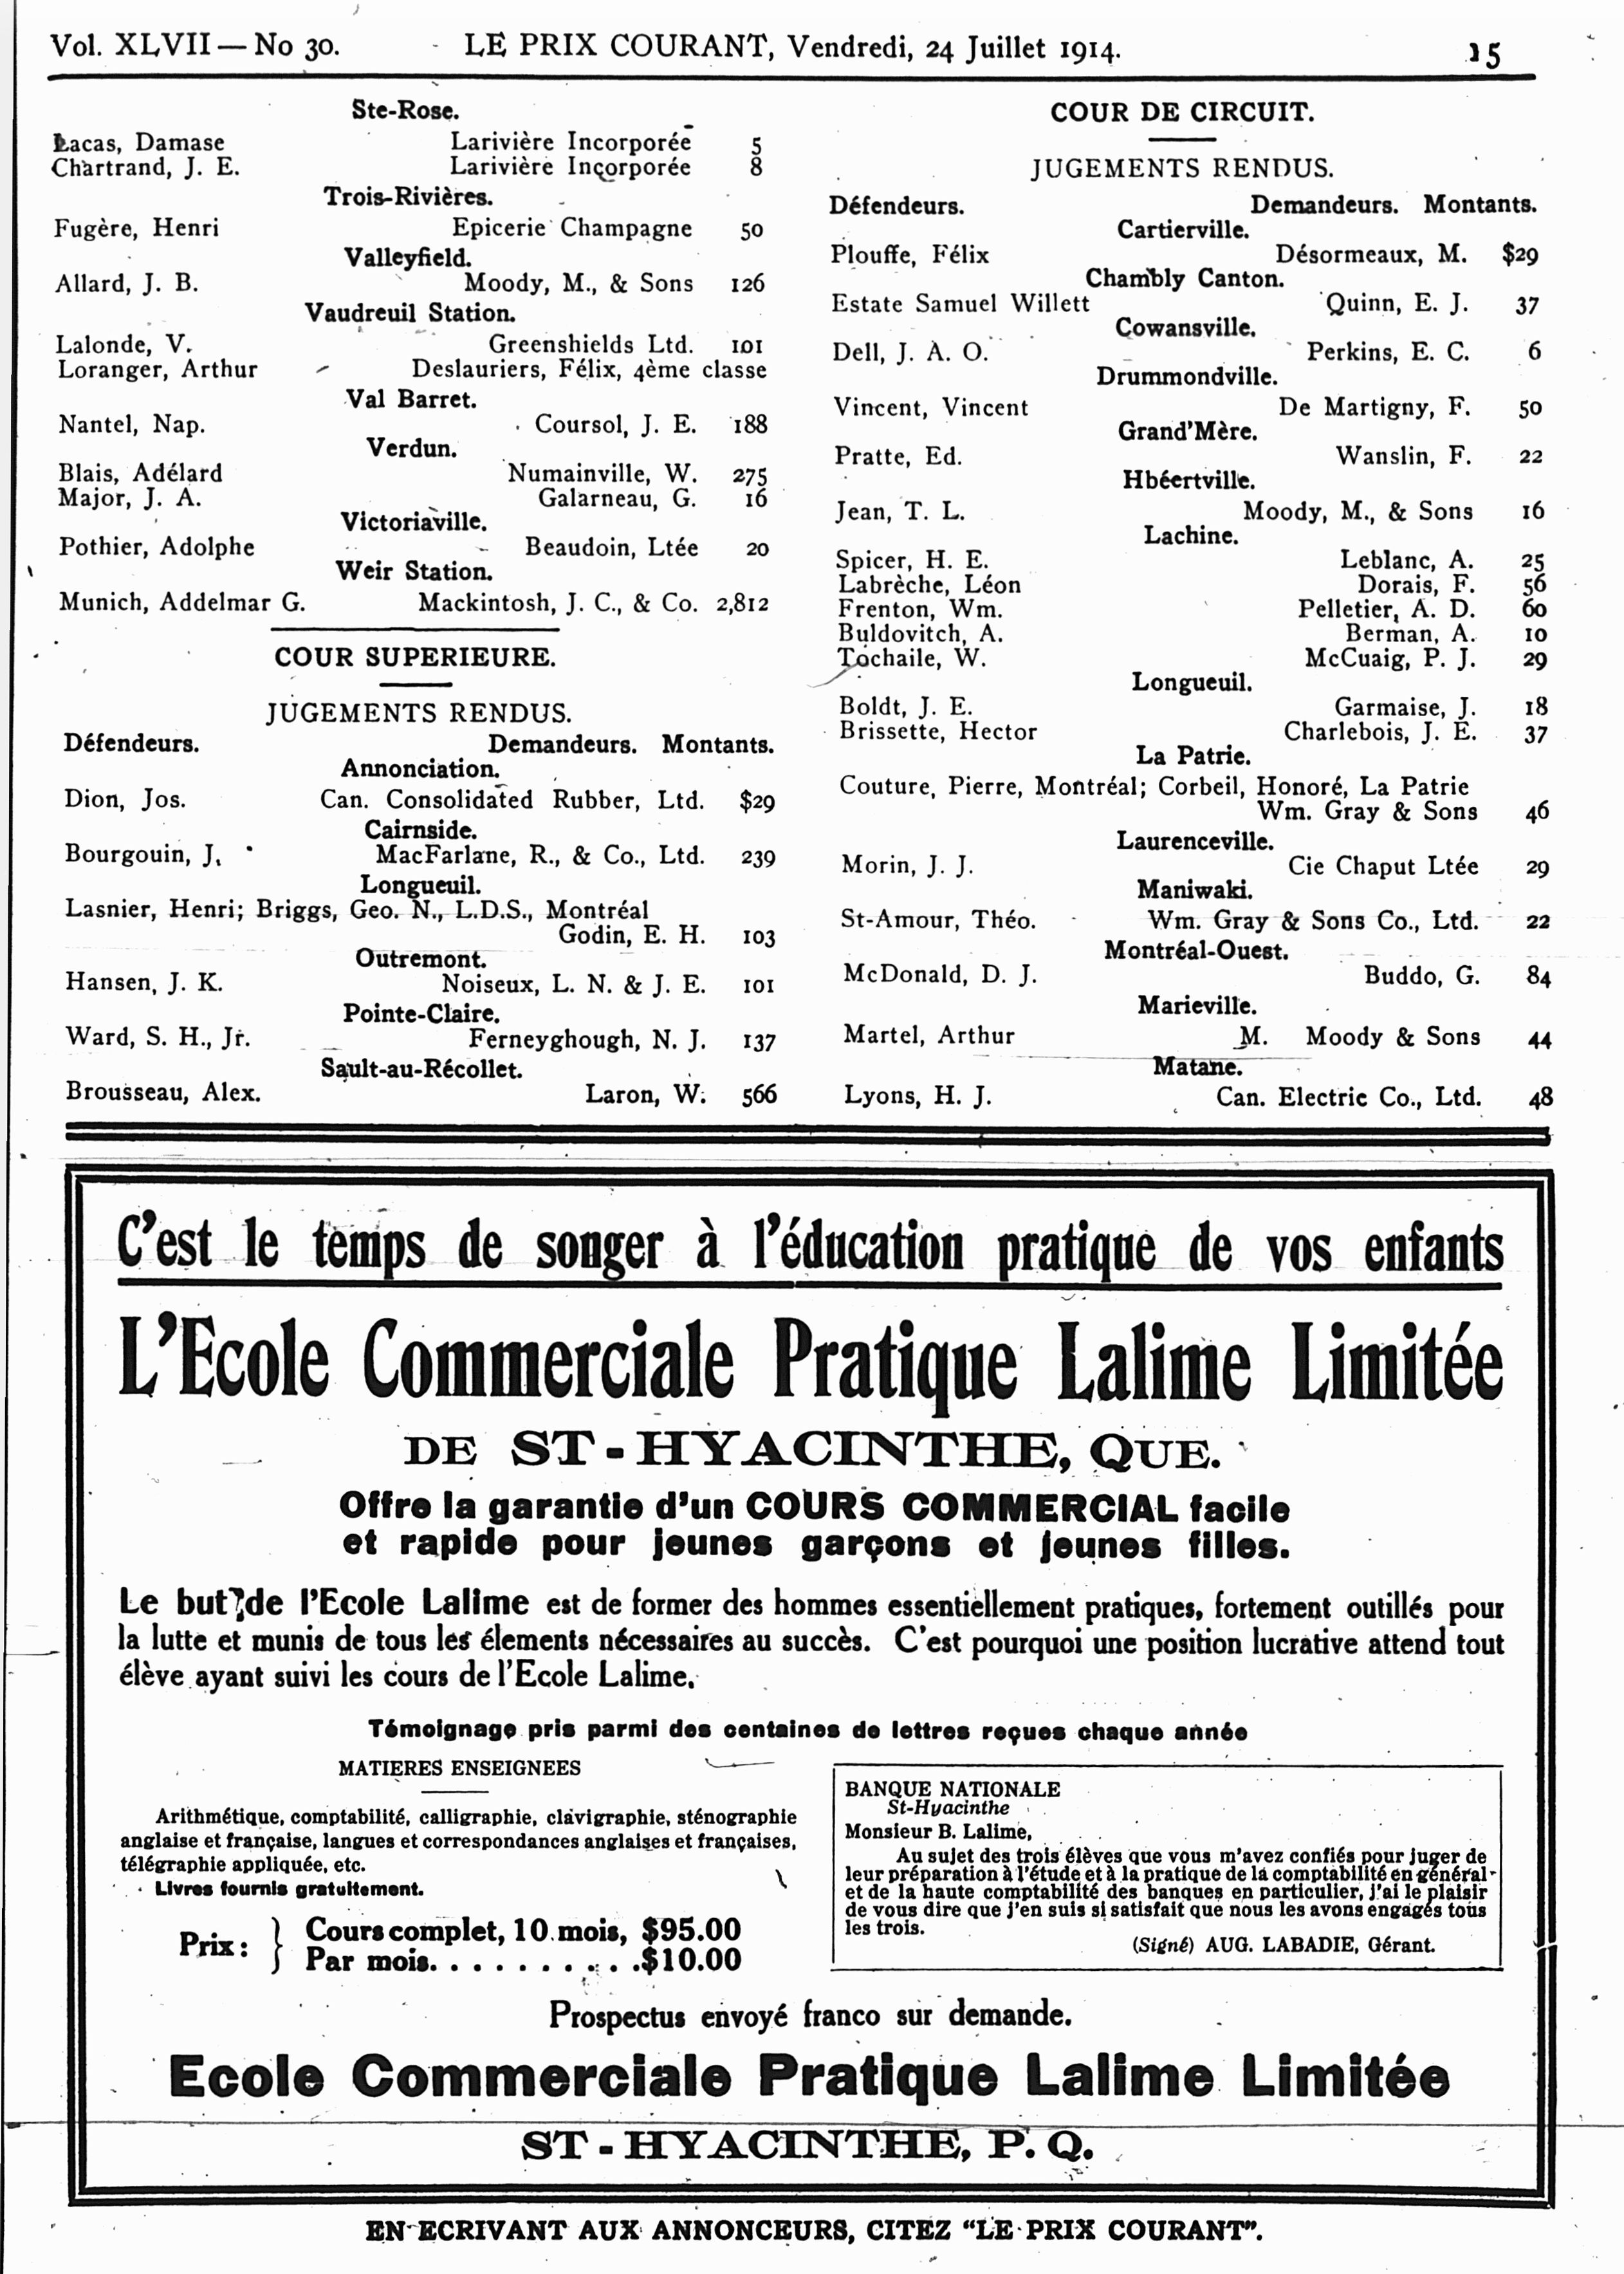 Vol. XLVII — No 30. LE PRIX COURANT, Vendredi, 24 Juillet 1914. 15
Ste-Rose.
Lacas, Damase Larivière Incorporée 5
Chartrand, J. E. Larivière Incorporée 8
Trois-Rivières.
Fugère, Henri Epicerie Champagne 50
Valleyfield.
Allard, J. B. Moody, M., & Sons 126
Vaudreuil Station.
Lalonde, V. Greenshields Ltd. 101
Loranger, Arthur Deslauriers, Félix, 4ème classe
Val Barret.
Nantel, Nap. Coursol, J. E. 188
Verdun.
Blais, Adélard Numainville, W. 275
Major, J. A. Galarneau, G. 16
Victoriaville.
Pothier, Adolphe Beaudoin, Ltée 20
Weir Station.
Munich, Addelmar G. Mackintosh, J. C., & Co. 2,812
COUR SUPERIEURE.
JUGEMENTS RENDUS.
Défendeurs. Demandeurs. Montants.
Annonciation.
Dion, Jos. Can. Consolidated Rubber, Ltd. $29
Cairnside.
Bourgouin, J. MacFarlane, R., & Co., Ltd. 239
Longueuil.
Lasnier, Henri; Briggs, Geo. N., L.D.S., Montréal
Godin, E. H. 103
Outremont.
Hansen, J. K. Noiseux, L. N. & J. E. 101
Pointe-Claire.
Ward, S. H., Jr. Ferneyghough, N. J. 137
Sault-au-Récollet.
Brousseau, Alex. Laron, W. 566
COUR DE CIRCUIT.
JUGEMENTS RENDUS.
Défendeurs. Demandeurs. Montants.
Cartierville.
Plouffe, Félix Désormeaux, M. $29
Chambly Canton.
Estate Samuel Willett Quinn, E. J. 37
Cowansville.
Dell, J. A. O. Perkins, E. C. 6
Drummondville.
Vincent, Vincent De Martigny, F. 50
Grand'Mère.
Pratte, Ed. Wanslin, F. 22
Hbéertville.
Jean, T. L. Moody, M., & Sons 16
Lachine.
Spicer, H. E. Leblanc, A. 25
Labrèche, Léon Dorais, F. 56
Frenton, Wm. Pelletier, A. D. 60
Buldovitch, A. Berman, A. 10
Tochaile, W. McCuaig, P. J. 29
Longueuil.
Boldt, J. E. Garmaise, J. 18
Brissette, Hector Charlebois, J. E. 37
La Patrie.
Couture, Pierre, Montréal; Corbeil, Honoré, La Patrie
Wm. Gray & Sons 46
Laurenceville.
Morin, J. J. Cie Chaput Ltée 29
Maniwaki.
St-Amour, Théo. Wm. Gray & Sons Co., Ltd. 22
Montréal-Ouest.
McDonald, D. J. Buddo, G. 84
Marieville.
Martel, Arthur M. Moody & Sons 44
Matane.
Lyons, H. J. Can. Electric Co., Ltd. 48
C'est le temps de songer à l'éducation pratique de vos enfants
L'Ecole Commerciale Pratique Lalime Limitée
DE ST-HYACINTHE, QUE.
Offre la garantie d'un COURS COMMERCIAL facile
et rapide pour jeunes garçons et jeunes filles.
Le but de l'Ecole Lalime est de former des hommes essentiellement pratiques, fortement outillés pour
la lutte et munis de tous les élements nécessaires au succès. C'est pourquoi une position lucrative attend tout
élève ayant suivi les cours de l'Ecole Lalime.
Témoignage pris parmi des centaines de lettres reçues chaque année
MATIERES ENSEIGNEES
Arithmétique, comptabilité, calligraphie, clavigraphie, sténographie
anglaise et française, langues et correspondances anglaises et françaises,
télégraphie appliquée, etc.
Livres fournis gratuitement.
Prix: } Cours complet, 10 mois, $95.00
Par mois. . . . . . . . . . .$10.00
BANQUE NATIONALE
St-Hyacinthe
Monsieur B. Lalime,
Au sujet des trois élèves que vous m'avez confiés pour juger de
leur préparation à l'étude et à la pratique de la comptabilité en général
et de la haute comptabilité des banques en particulier, j'ai le plaisir
de vous dire que j'en suis si satisfait que nous les avons engagés tous
les trois.
(Signé) AUG. LABADIE, Gérant.
Prospectus envoyé franco sur demande.
Ecole Commerciale Pratique Lalime Limitée
ST-HYACINTHE, P. Q.
EN ECRIVANT AUX ANNONCEURS, CITEZ "LE PRIX COURANT".